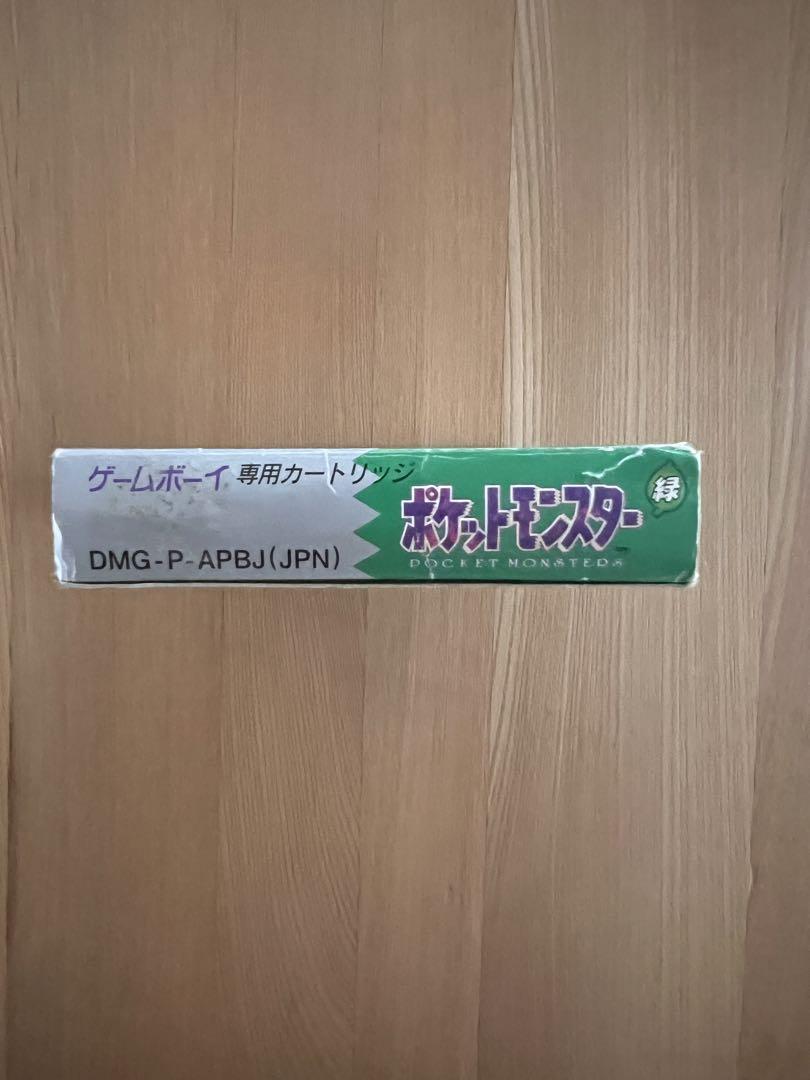 ゲームボーイ 専用カートリッジ
DMG-P-APBJ(JPN)
ポケットモンスター
緑
POCKET MONSTERS